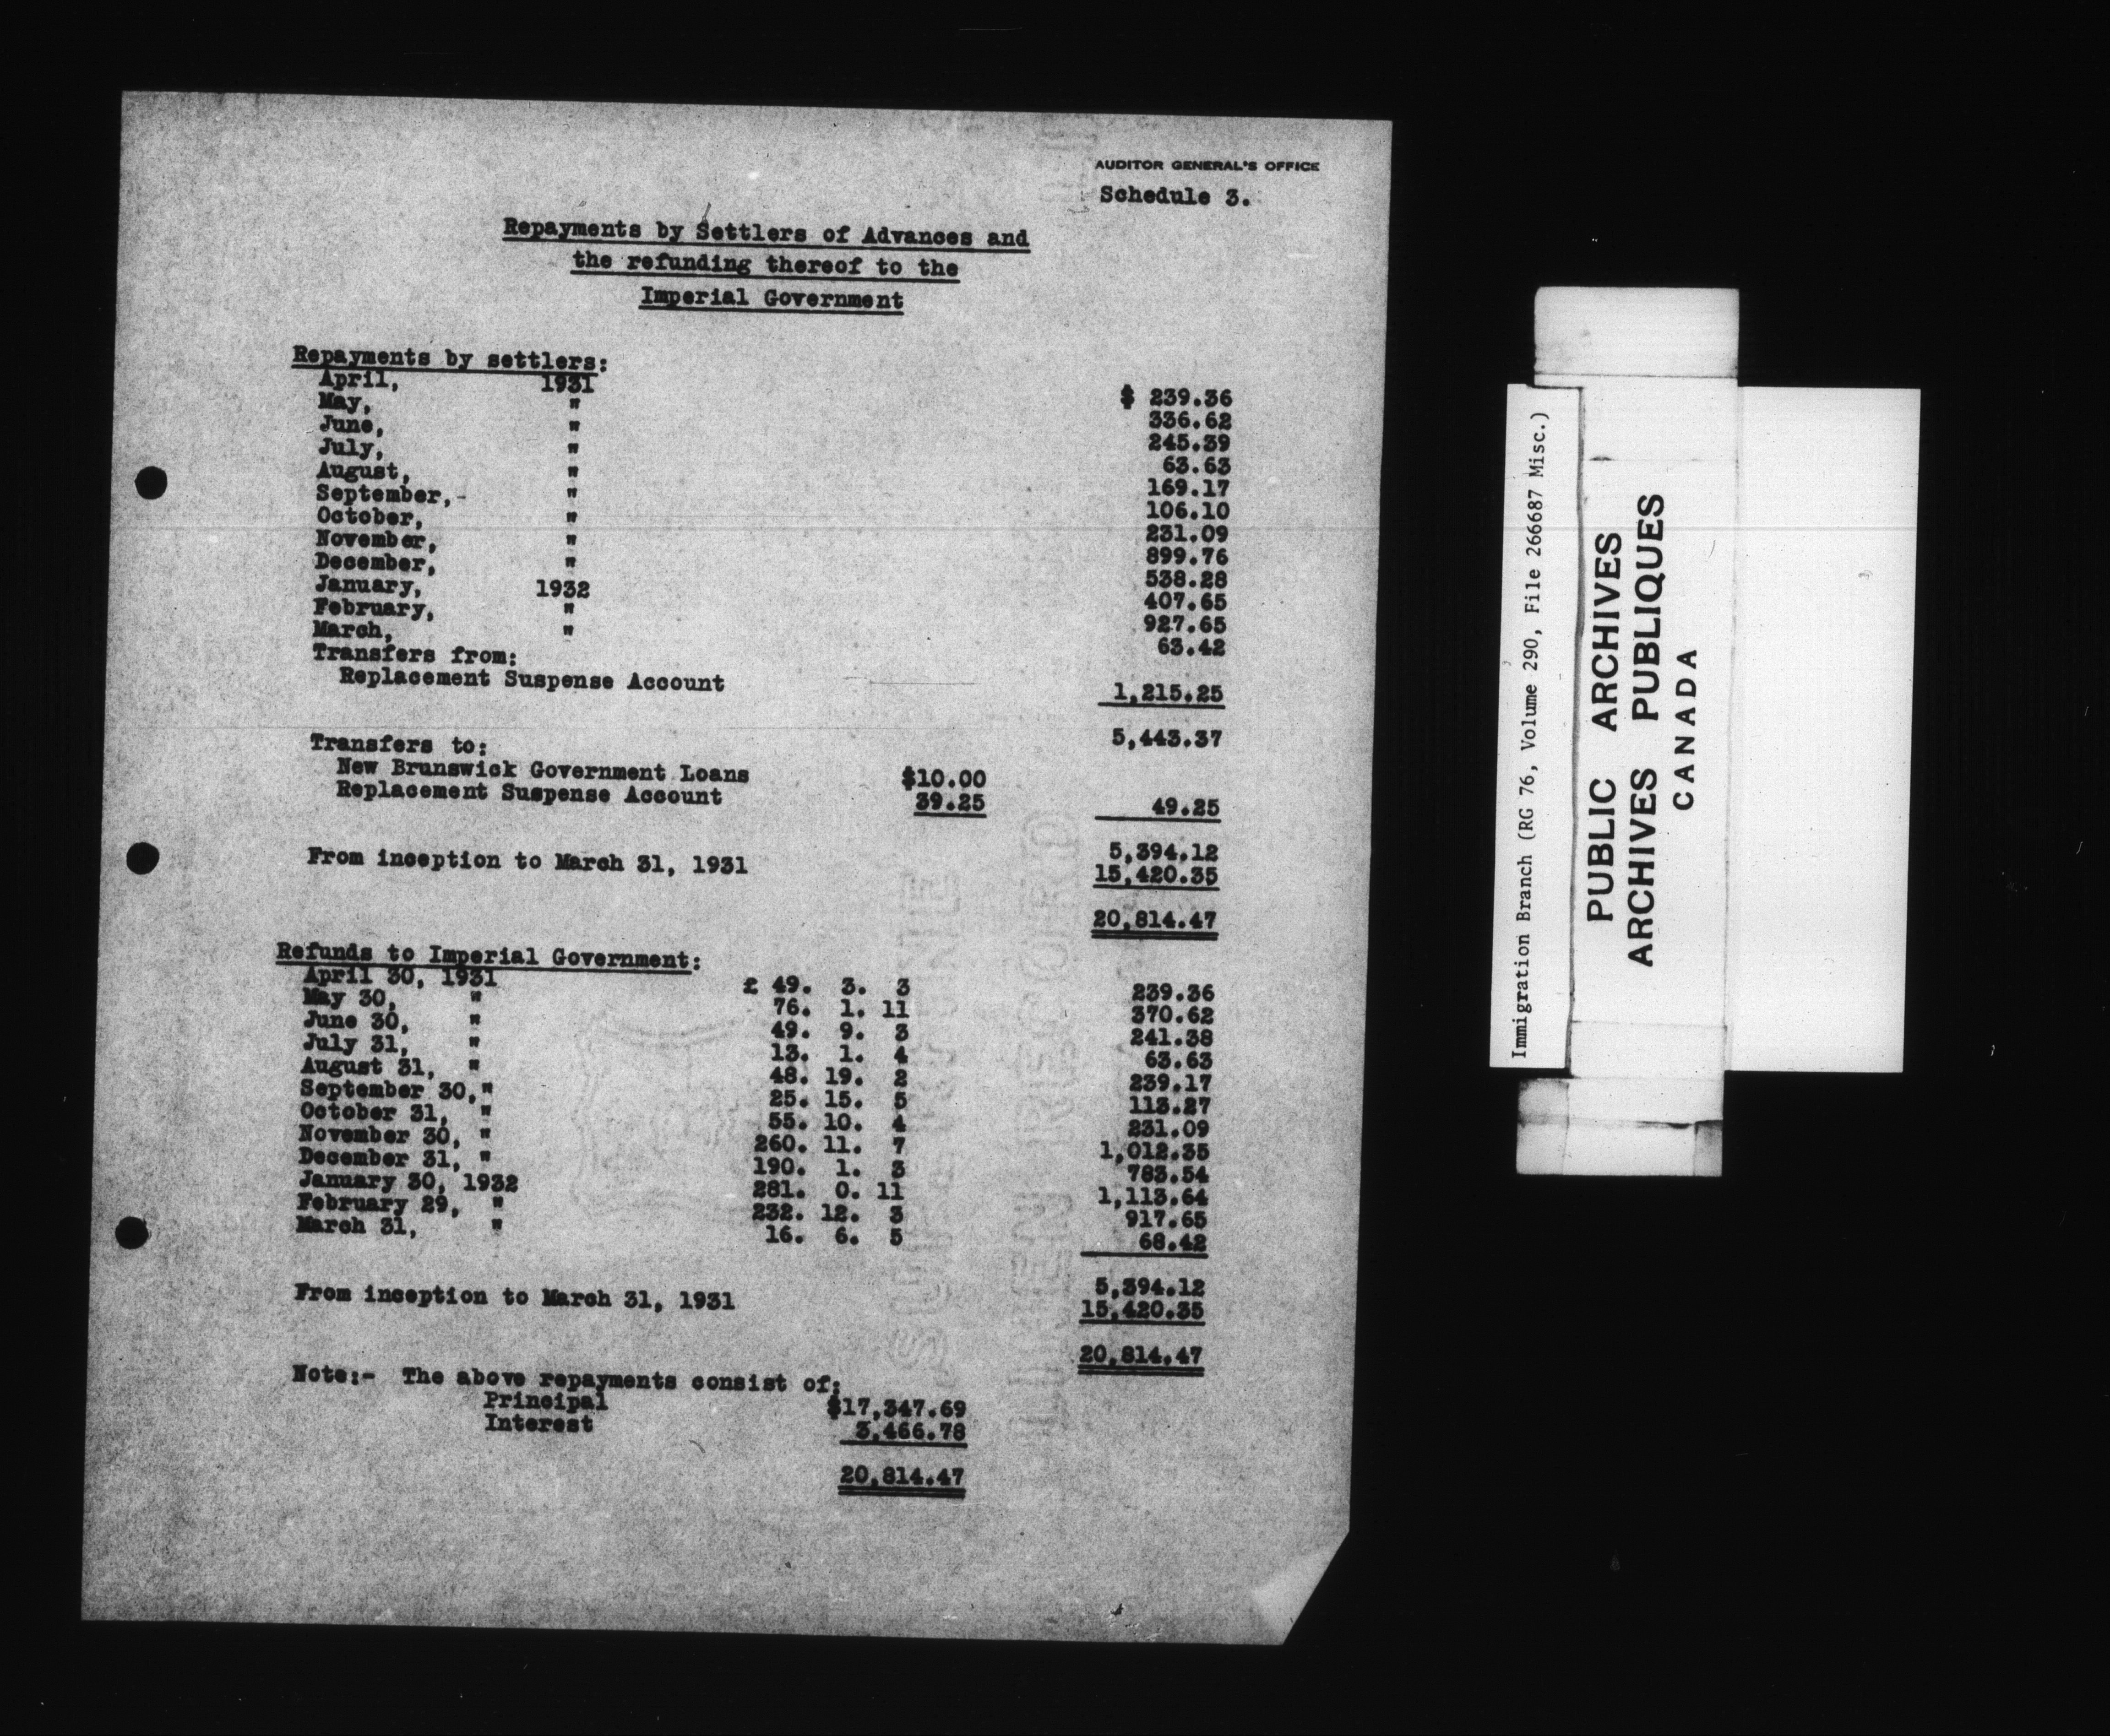 AUDITOR GENERAL'S OFFICE
Schedule 3.
Repayments by Settlers of Advances and
the refunding thereof to the
Imperial Government
Repayments by settlers:
April, 1931 $ 239.36
May, " 336.62
June, " 245.39
July, " 63.63
August, " 169.17
September,- " 106.10
October, " 231.09
November, " 899.76
December, " 538.28
January, 1932 407.65
February, " 927.65
March, " 63.42
Transfers from:
Replacement Suspense Account 1,215.25
5,443.37
Transfers to:
New Brunswick Government Loans $10.00
Replacement Suspense Account 39.25 49.25
5,394.12
From inception to March 31, 1931 15,420.35
20,814.47
Refunds to Imperial Government:
April 30, 1931 £ 49. 3. 3 239.36
May 30, " 76. 1. 11 370.62
June 30, " 49. 9. 3 241.38
July 31, " 13. 1. 4 63.63
August 31, " 48. 19. 2 239.17
September 30," 25. 15. 5 113.27
October 31, " 55. 10. 4 231.09
November 30, " 260. 11. 7 1,012.35
December 31, " 190. 1. 3 783.54
January 30, 1932 281. 0. 11 1,113.64
February 29, " 232. 12. 3 917.65
March 31, " 16. 6. 5 68.42
5,394.12
From inception to March 31, 1931 15,420.35
20,814.47
Note:- The above repayments consist of:
Principal $17,347.69
Interest 3,466.78
20,814.47
Immigration Branch (RG 76, Volume 290, File 266687 Misc.)
PUBLIC ARCHIVES
ARCHIVES PUBLIQUES
CANADA